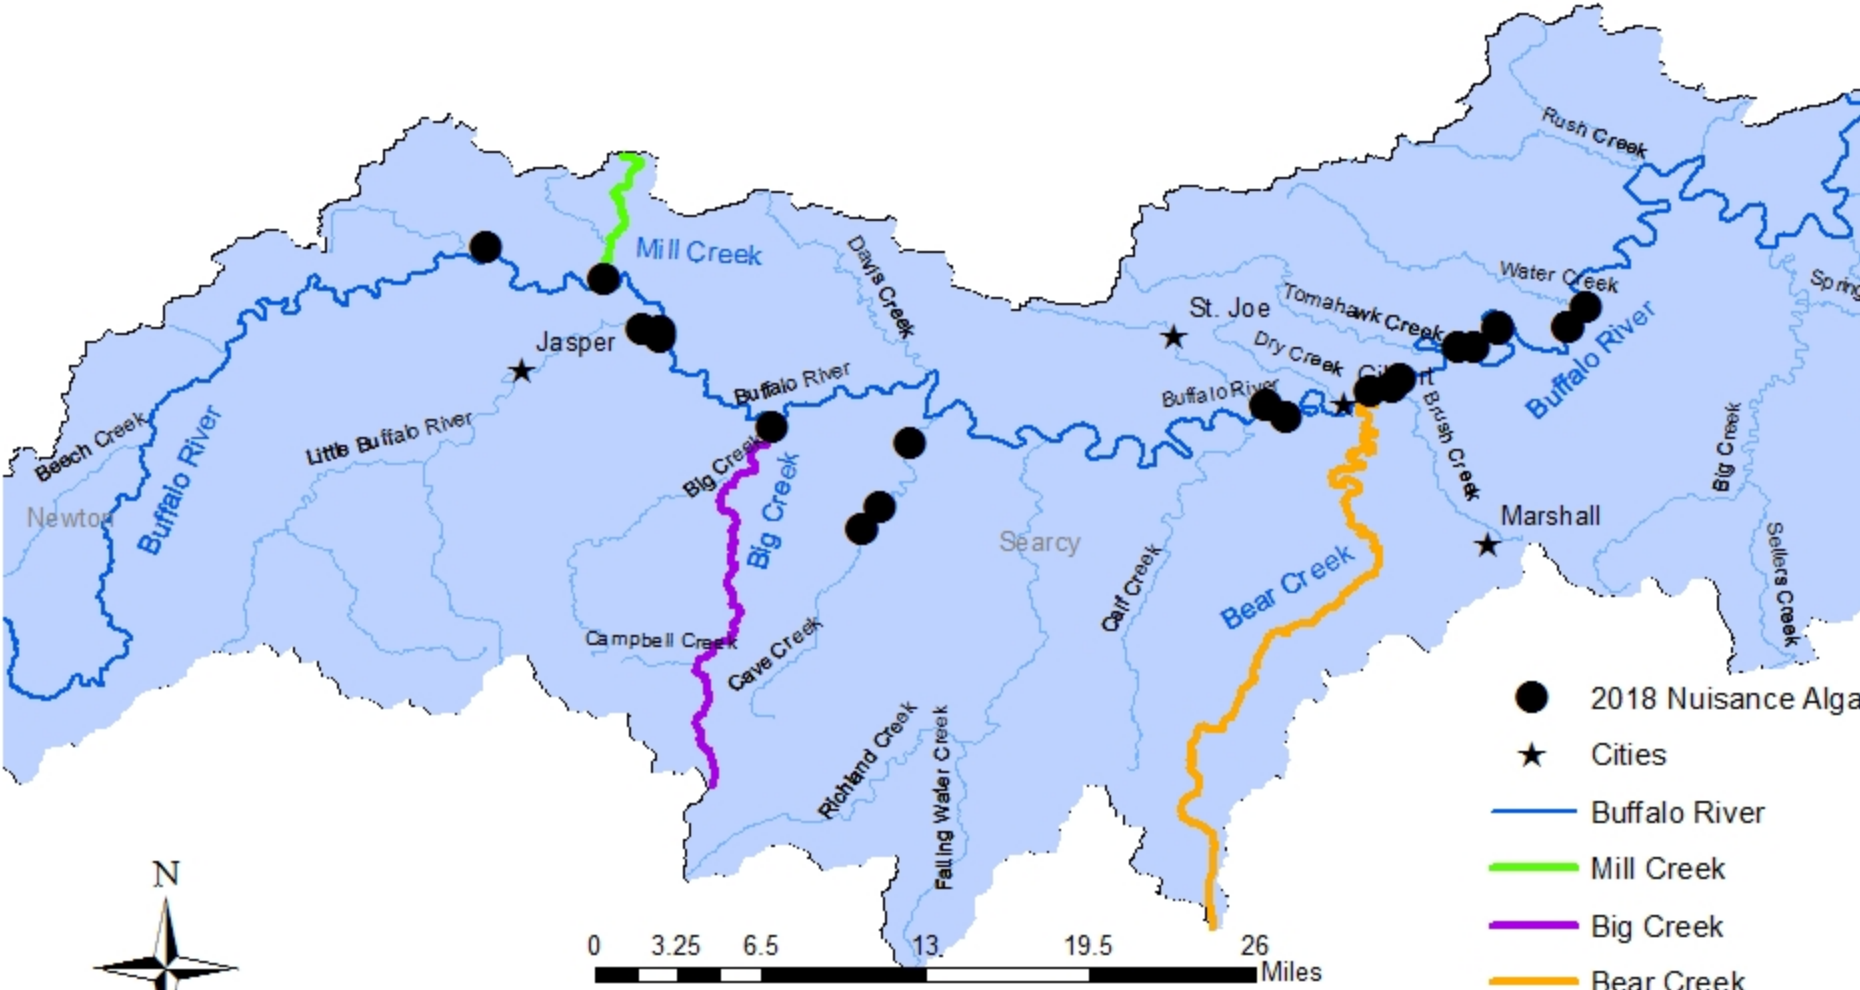 Rush Creek
Mill Creek
Davis Creek
Water Creek
Spring
St. Joe
Tomahawk Creek
Jasper
Dry Creek
Buffalo River
Buffalo River
Buffalo River
Brush Creek
Beech Creek
Buffalo River
Little Buffalo River
Big Creek
Big Creek
Big Creek
Newton
Searcy
Marshall
Calf Creek
Bear Creek
Sellers Creek
Campbell Creek
Cave Creek
Richland Creek
Falling Water Creek
2018 Nuisance Alga
Cities
Buffalo River
Mill Creek
Big Creek
Bear Creek
N
0 3.25 6.5 13 19.5 26
Miles